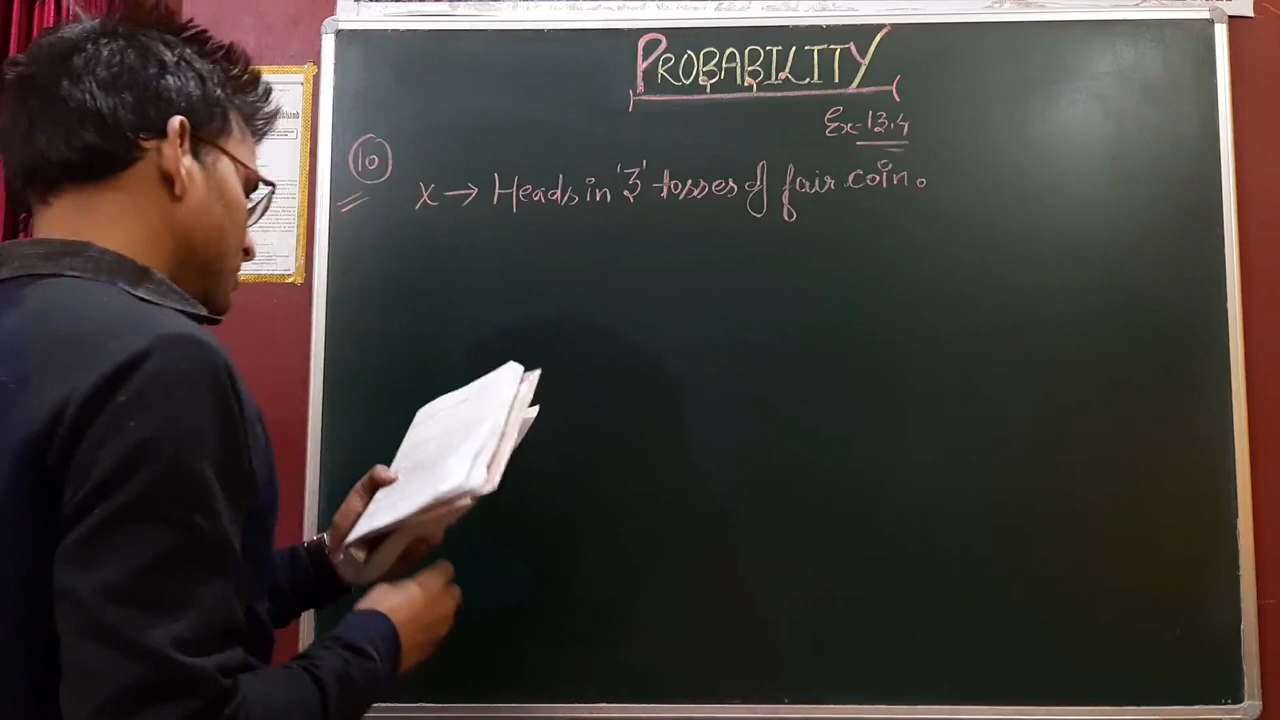 PROBABILITY
Ex-13.4
10
X → Heads in '3' tosses of fair coin.